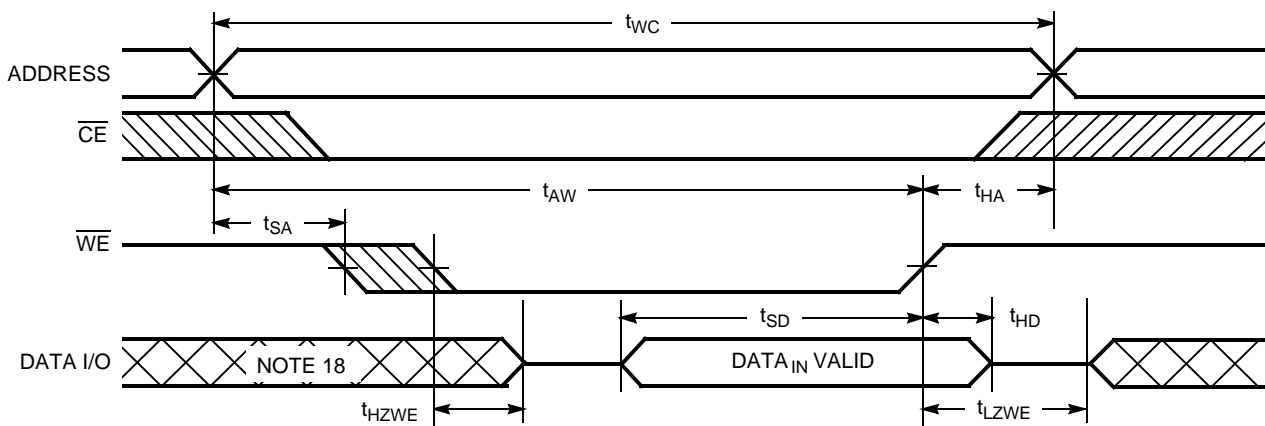 tWC
ADDRESS
CE
tAW
tHA
tSA
WE
tSD
tHD
DATA I/O
NOTE 18
DATAIN VALID
tHZWE
tLZWE